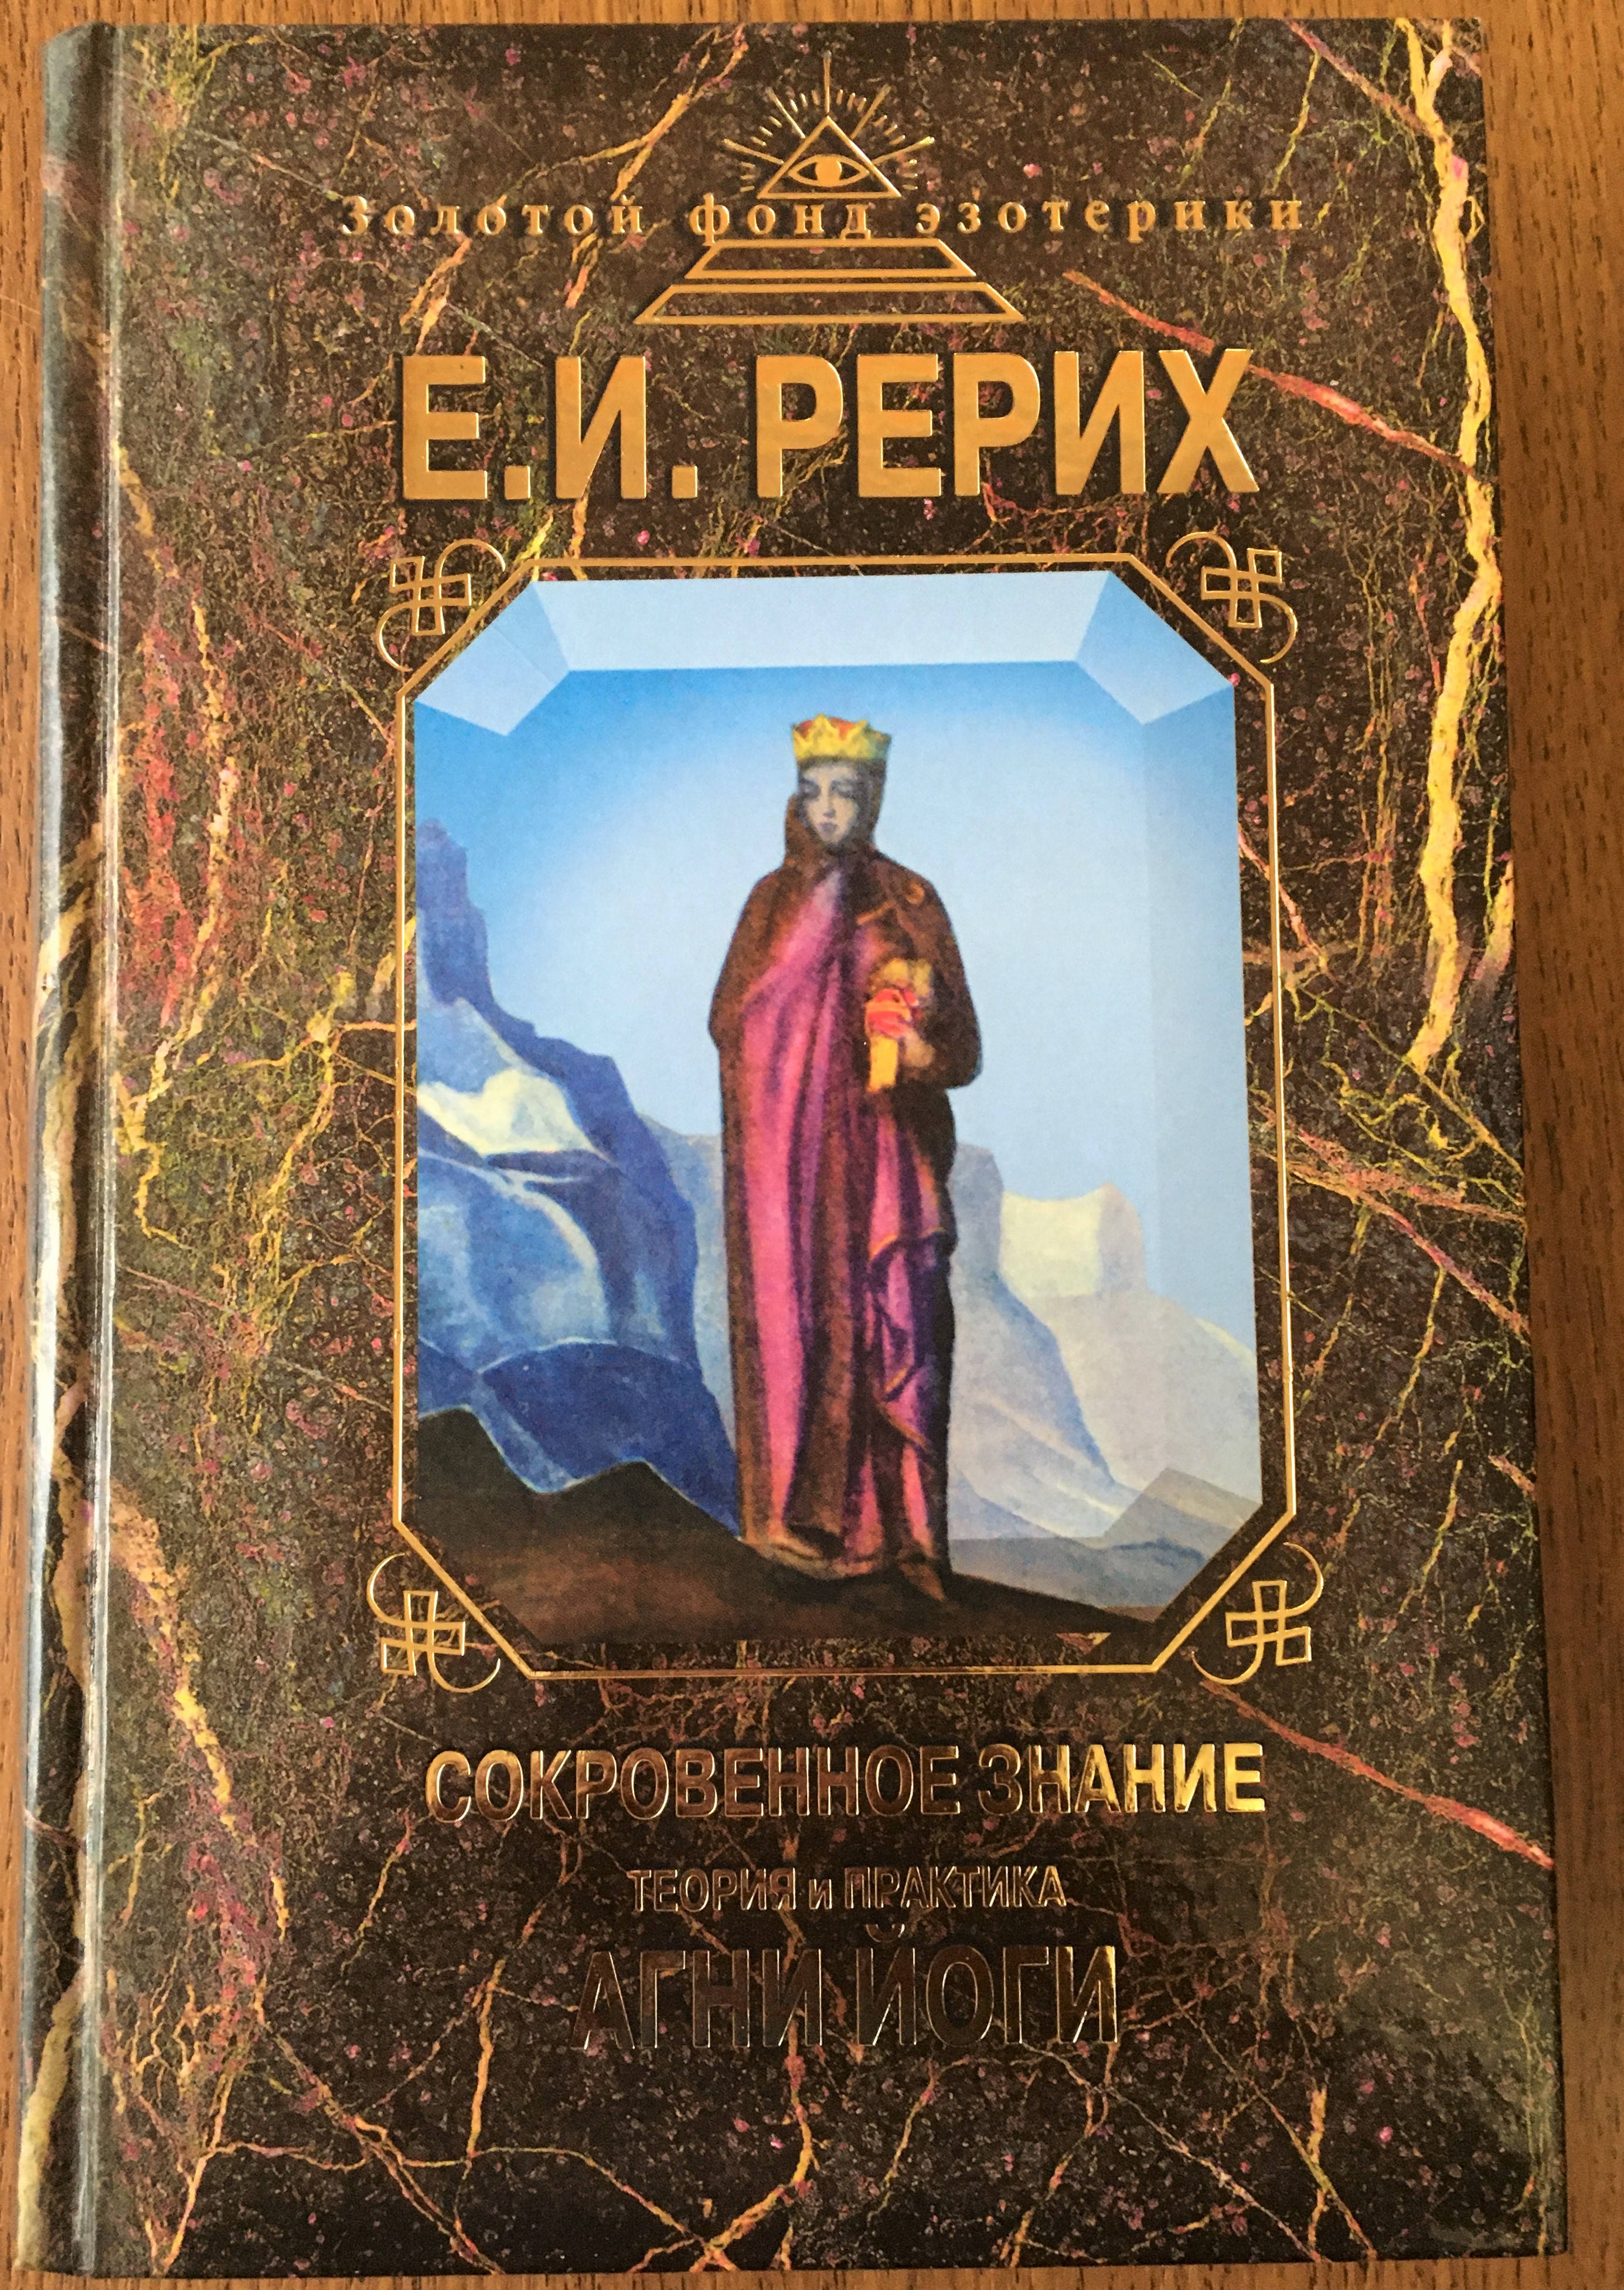 Золотой фонд эзотерики
Е.И. РЕРИХ
СОКРОВЕННОЕ ЗНАНИЕ
ТЕОРИЯ и ПРАКТИКА
АГНИ ЙОГИ